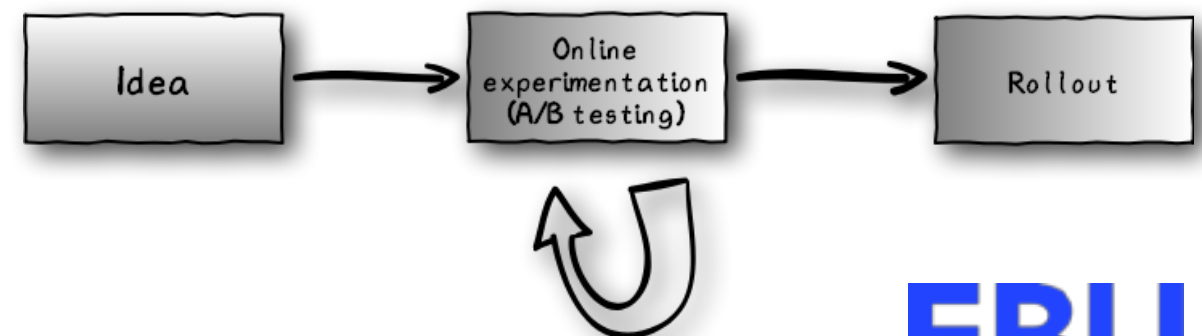 Idea
Online
experimentation
(A/B testing)
Rollout